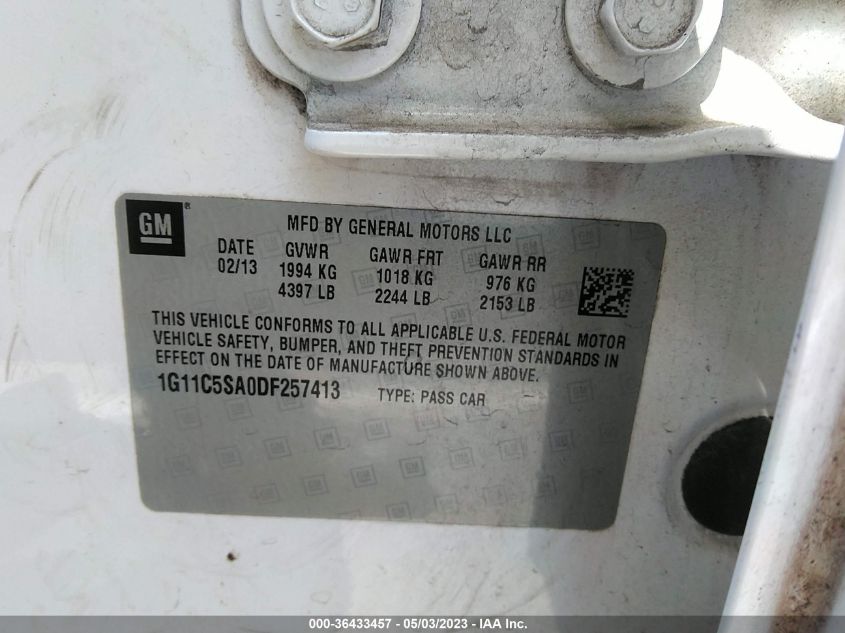 GM®
MFD BY GENERAL MOTORS LLC
DATE GVWR GAWR FRT GAWR RR
02/13 1994 KG 1018 KG 976 KG
4397 LB 2244 LB 2153 LB
THIS VEHICLE CONFORMS TO ALL APPLICABLE U.S. FEDERAL MOTOR
VEHICLE SAFETY, BUMPER, AND THEFT PREVENTION STANDARDS IN
EFFECT ON THE DATE OF MANUFACTURE SHOWN ABOVE.
1G11C5SA0DF257413 TYPE: PASS CAR
000-36433457 - 05/03/2023 - IAA Inc.